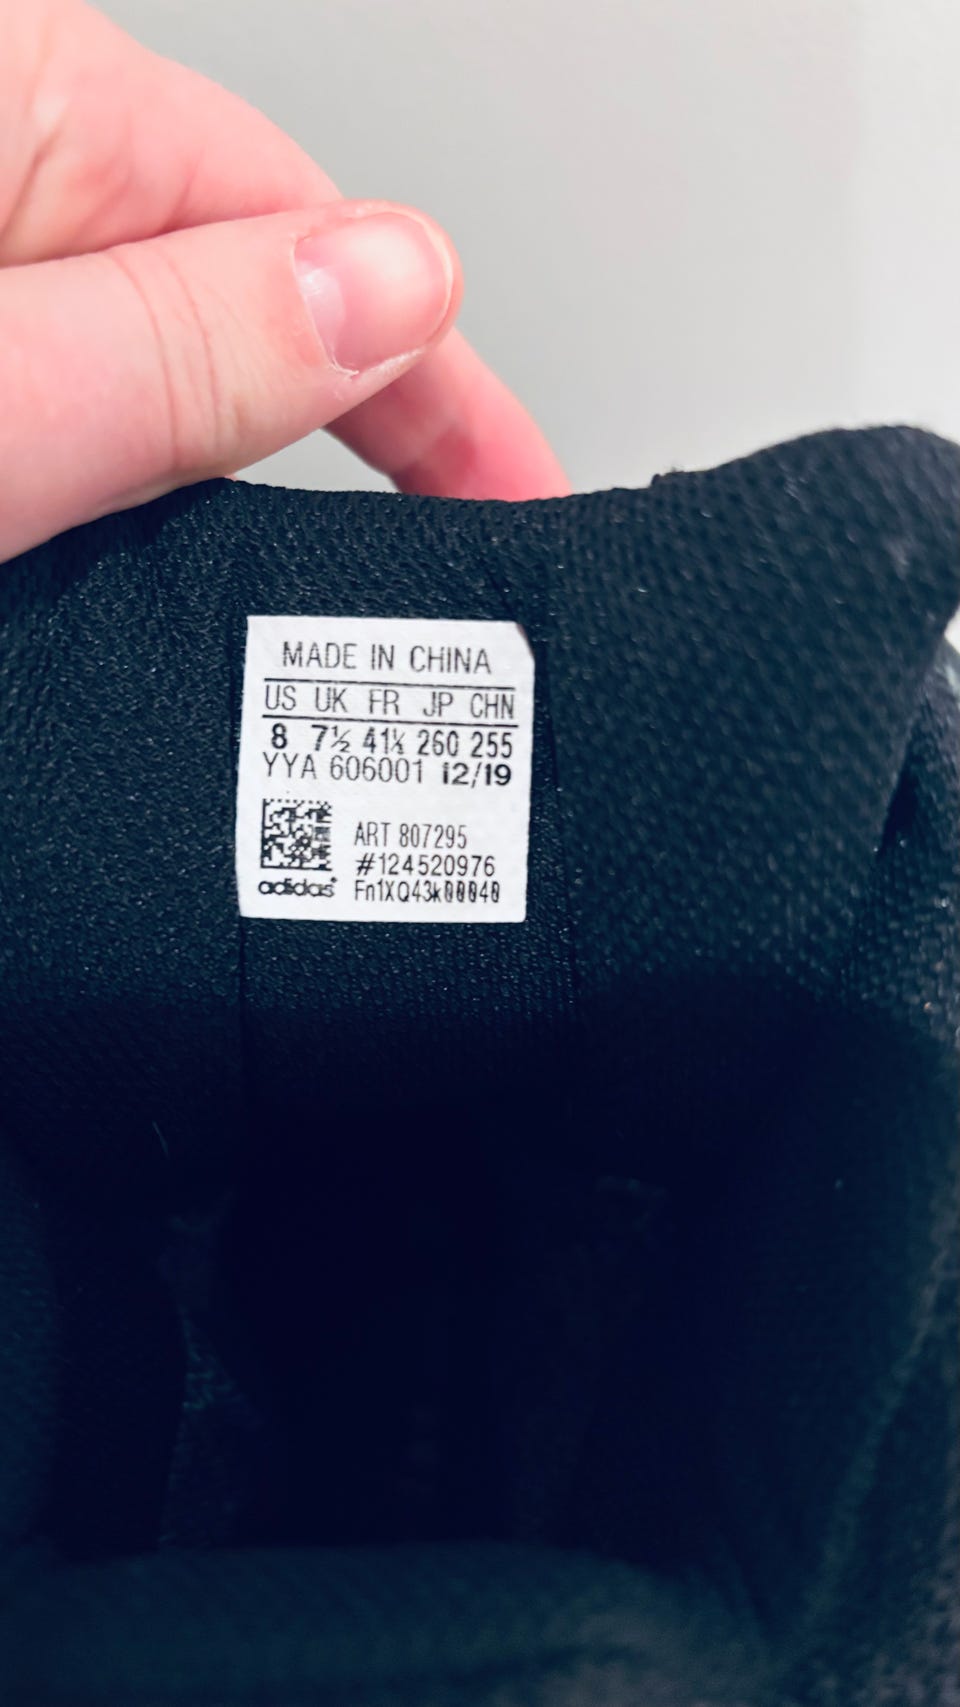 MADE IN CHINA
US UK FR JP CHN
8 7½ 41⅓ 260 255
YYA 606001 12/19
ART 807295
#124520976
adidas Fn1XQ43k00040